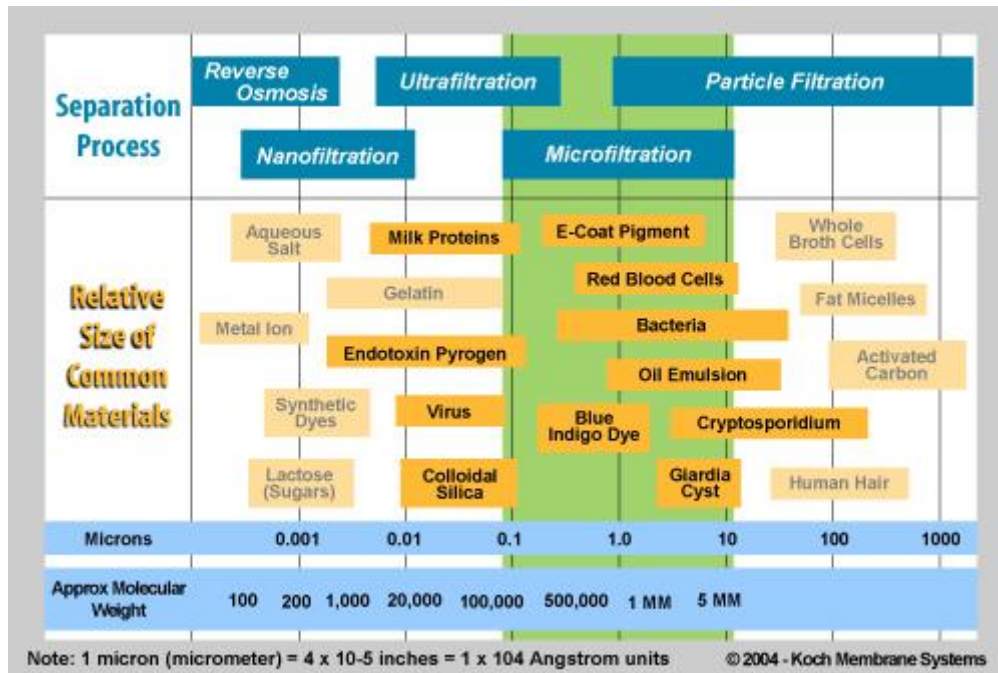 Separation
Process
Reverse
Osmosis
Ultrafiltration
Particle Filtration
Nanofiltration
Microfiltration
Relative
Size of
Common
Materials
Aqueous
Salt
Milk Proteins
E-Coat Pigment
Whole
Broth Cells
Gelatin
Red Blood Cells
Fat Micelles
Metal Ion
Bacteria
Endotoxin Pyrogen
Oil Emulsion
Activated
Carbon
Synthetic
Dyes
Virus
Blue
Indigo Dye
Cryptosporidium
Lactose
(Sugars)
Colloidal
Silica
Giardia
Cyst
Human Hair
Microns 0.001 0.01 0.1 1.0 10 100 1000
Approx Molecular
Weight
100 200 1,000 20,000 100,000 500,000 1 MM 5 MM
Note: 1 micron (micrometer) = 4 x 10-5 inches = 1 x 104 Angstrom units © 2004 - Koch Membrane Systems